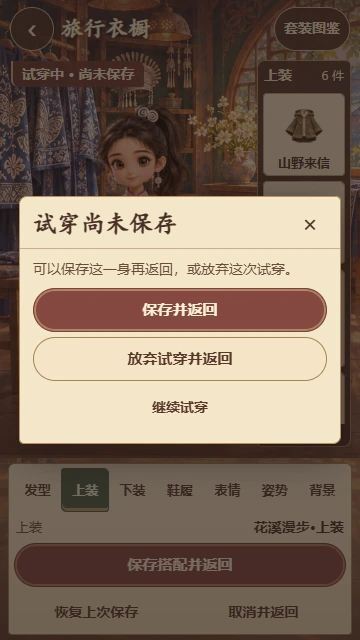 旅行衣橱
套装图鉴
试穿中·尚未保存
上装 6 件
山野来信
试穿尚未保存
×
可以保存这一身再返回，或放弃这次试穿。
保存并返回
放弃试穿并返回
继续试穿
发型 上装 下装 鞋履 表情 姿势 背景
上装 花溪漫步·上装
保存搭配并返回
恢复上次保存 取消并返回